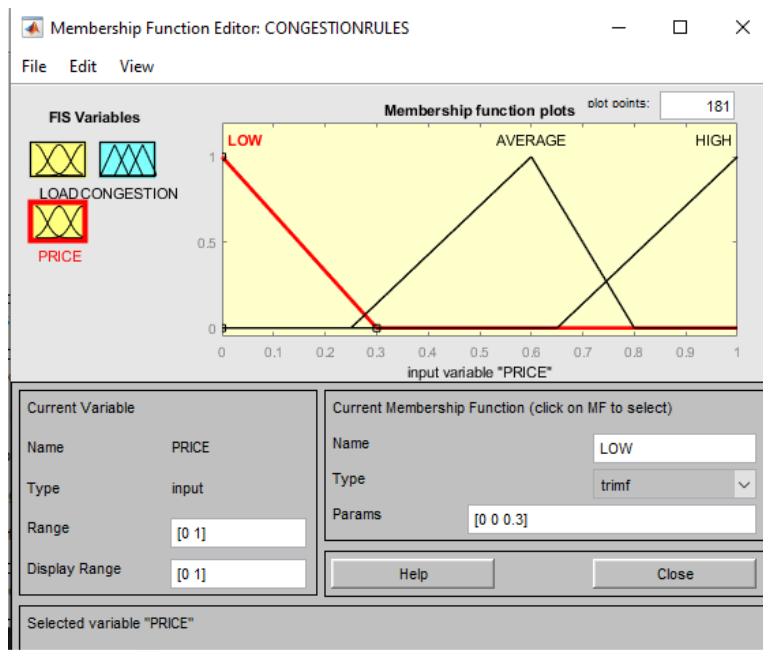 Membership Function Editor: CONGESTIONRULES
File Edit View
FIS Variables
LOAD CONGESTION
PRICE
Membership function plots plot points: 181
LOW AVERAGE HIGH
1
0.5
0
0 0.1 0.2 0.3 0.4 0.5 0.6 0.7 0.8 0.9 1
input variable "PRICE"
Current Variable
Name PRICE
Type input
Range [0 1]
Display Range [0 1]
Current Membership Function (click on MF to select)
Name LOW
Type trimf
Params [0 0 0.3]
Help Close
Selected variable "PRICE"